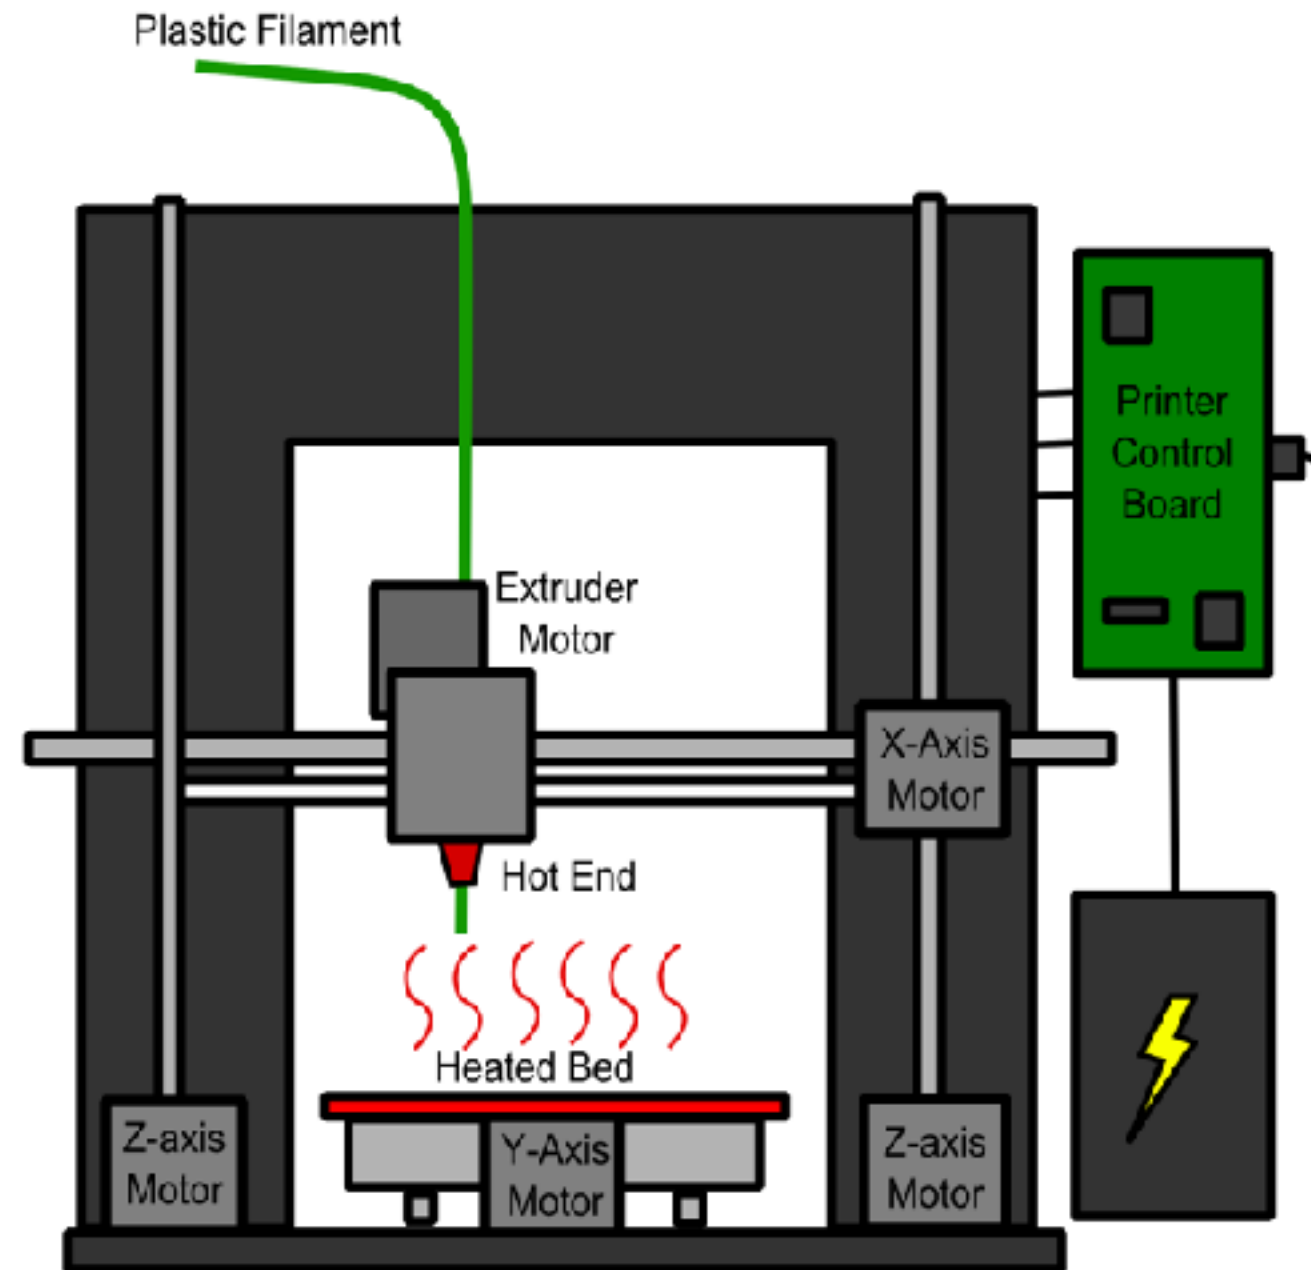 Plastic Filament
Printer
Control
Board
Extruder
Motor
X-Axis
Motor
Hot End
Heated Bed
Z-axis
Motor
Y-Axis
Motor
Z-axis
Motor